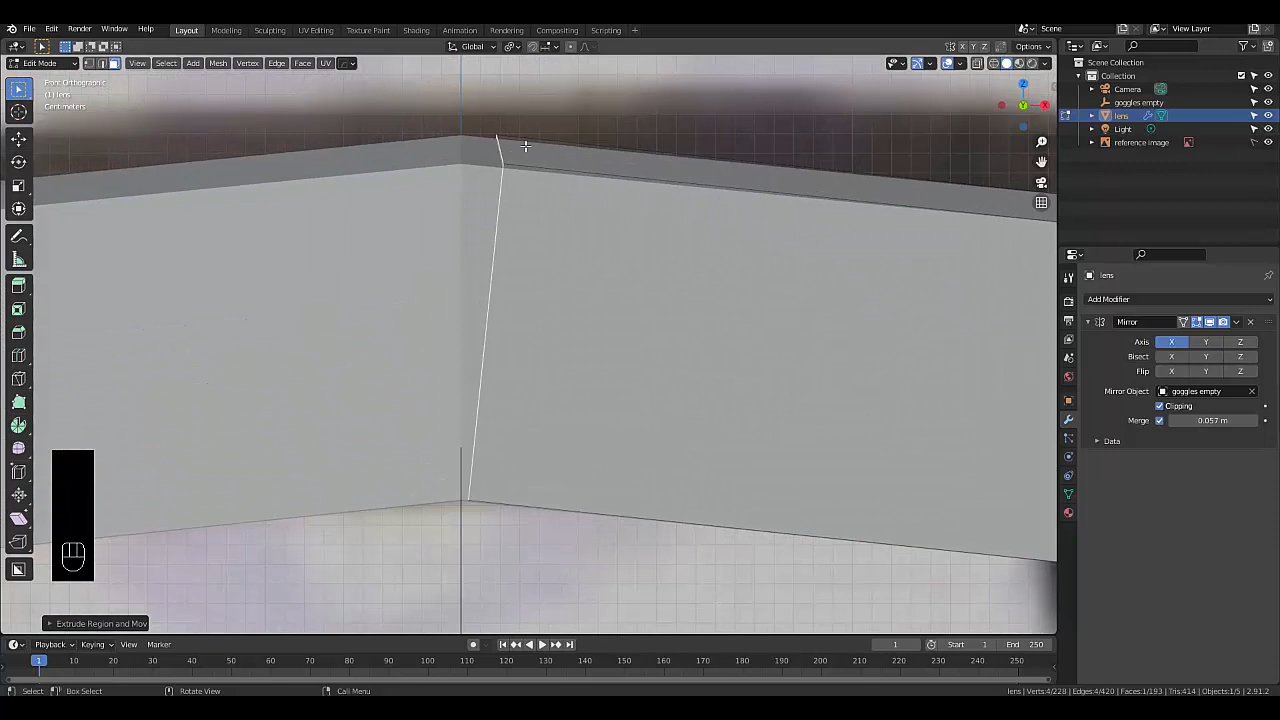 File Edit Render Window Help Layout Modeling Sculpting UV Editing Texture Paint Shading Animation Rendering Compositing Scripting + Scene View Layer
Global X Y Z Options
Edit Mode View Select Add Mesh Vertex Edge Face UV
Front Orthographic
(1) lens
Centimeters
Z
X
Y
Scene Collection
Collection
Camera
goggles empty
lens
Light
reference image
lens
Add Modifier
Mirror
Axis X Y Z
Bisect X Y Z
Flip X Y Z
Mirror Object goggles empty
Clipping
Merge 0.057 m
Data
Extrude Region and Mov
Playback Keying View Marker 1 Start 1 End 250
1 10 20 30 40 50 60 70 80 90 100 110 120 130 140 150 160 170 180 190 200 210 220 230 240 250
Select Box Select Rotate View Call Menu lens | Verts:4/228 | Edges:4/420 | Faces:1/193 | Tris:414 | Objects:1/5 | 2.91.2